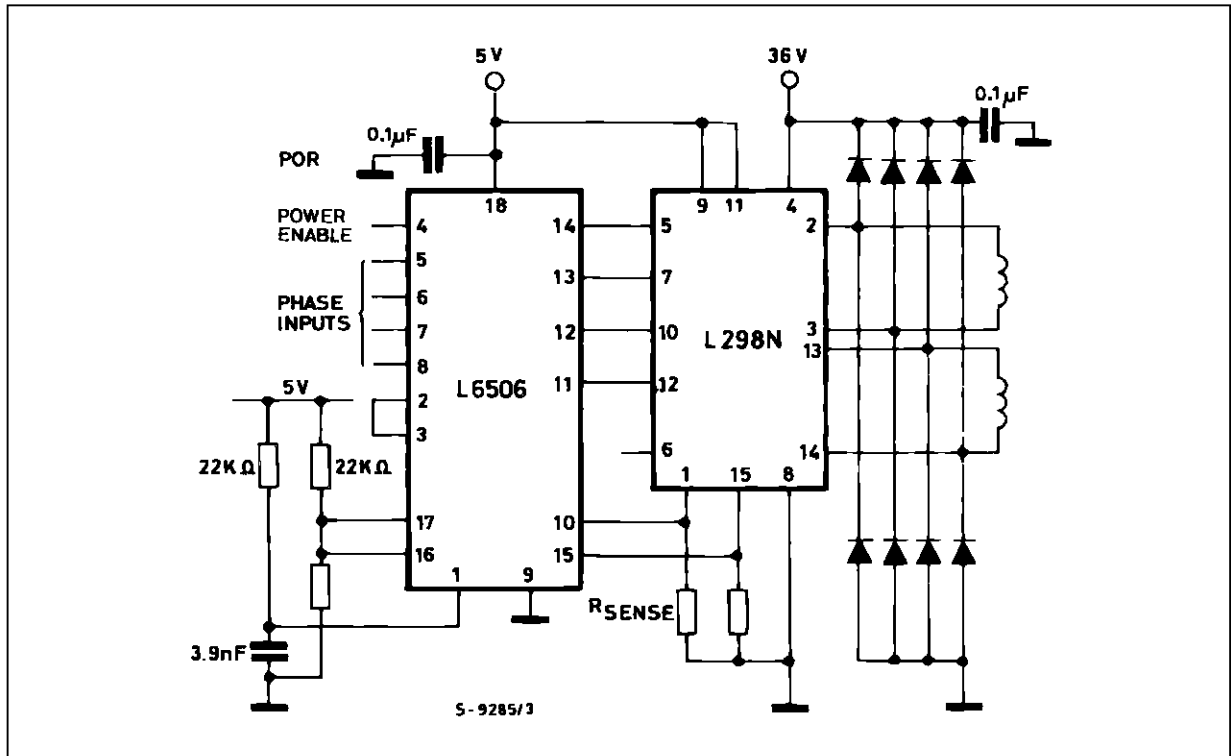 5V
36V
0.1µF
0.1µF
POR
18
9 11 4
POWER
ENABLE
4
14
5
2
5
13
7
PHASE
INPUTS
6
7
12
10
3
13
8
L6506
L298N
11
12
5V
2
3
6
14
22KΩ
22KΩ
1 15 8
17
10
16
15
1 9
RSENSE
3.9nF
S-9285/3